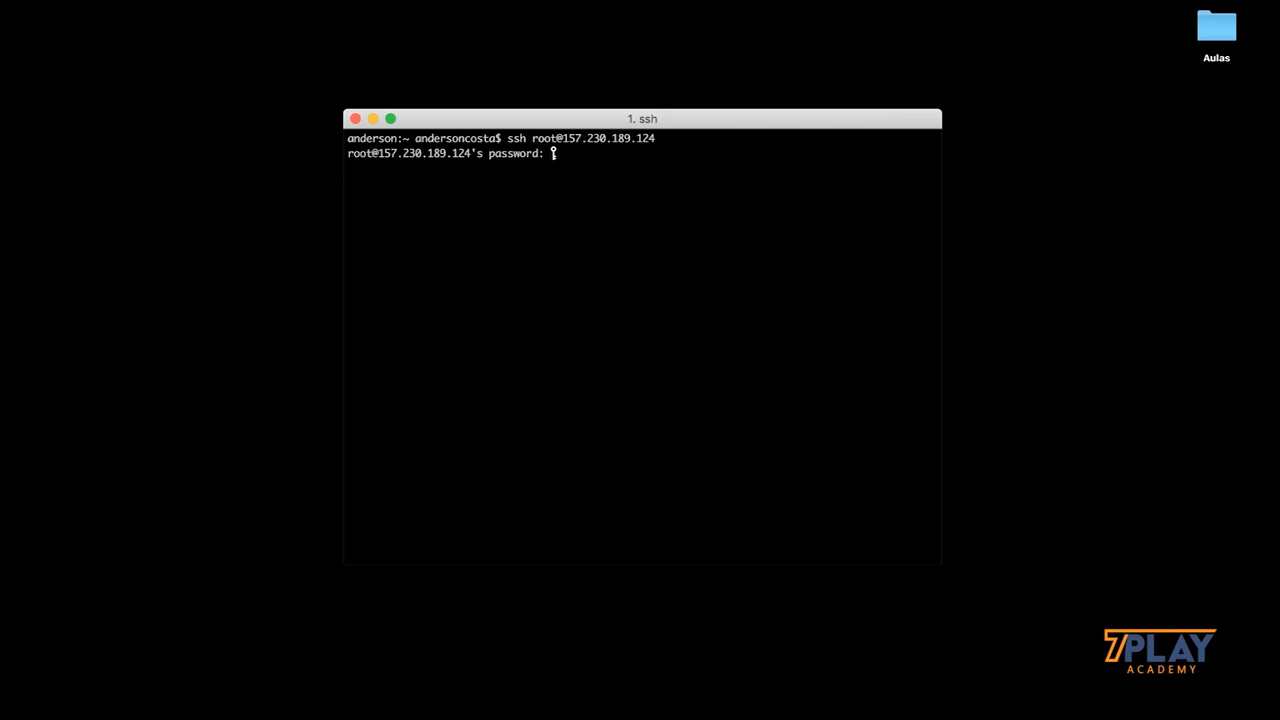 Aulas
1. ssh
anderson:~ andersoncosta$ ssh root@157.230.189.124
root@157.230.189.124's password:
7PLAY
ACADEMY